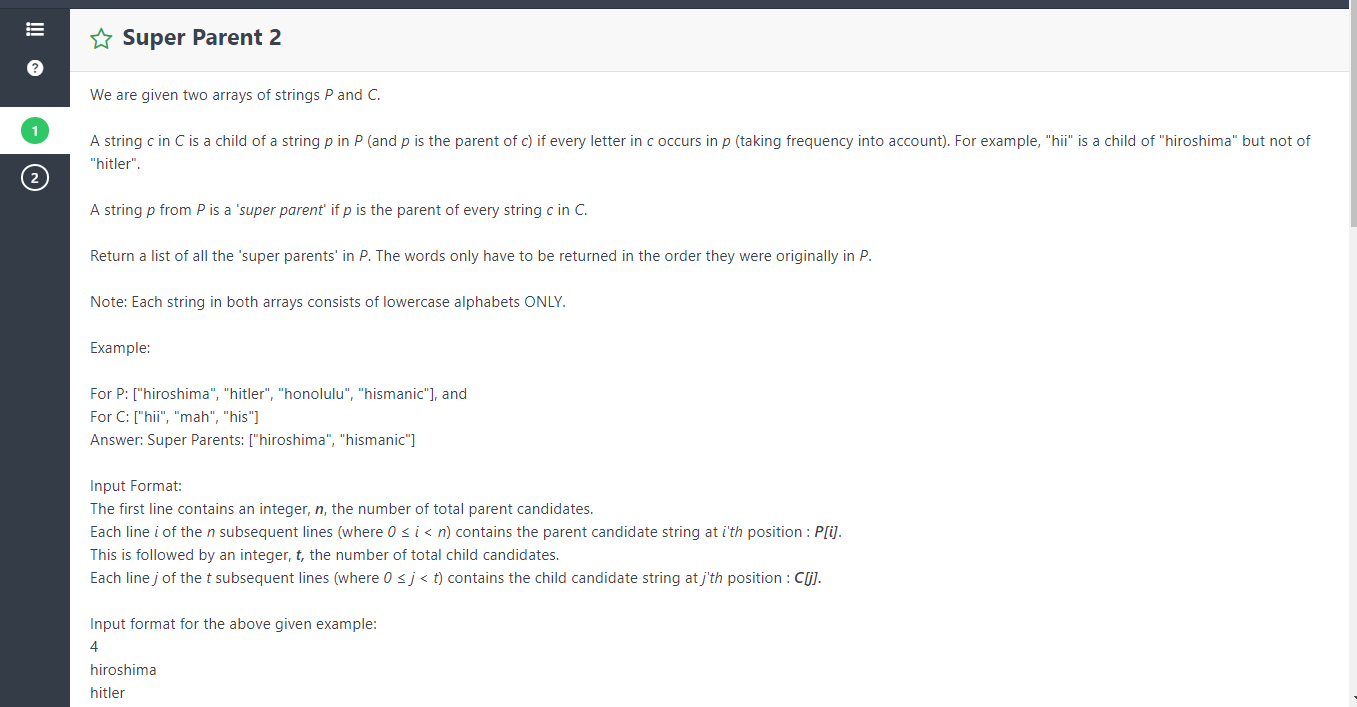 Super Parent 2
?
1
2
We are given two arrays of strings P and C.
A string c in C is a child of a string p in P (and p is the parent of c) if every letter in c occurs in p (taking frequency into account). For example, "hii" is a child of "hiroshima" but not of
"hitler".
A string p from P is a 'super parent' if p is the parent of every string c in C.
Return a list of all the 'super parents' in P. The words only have to be returned in the order they were originally in P.
Note: Each string in both arrays consists of lowercase alphabets ONLY.
Example:
For P: ["hiroshima", "hitler", "honolulu", "hismanic"], and
For C: ["hii", "mah", "his"]
Answer: Super Parents: ["hiroshima", "hismanic"]
Input Format:
The first line contains an integer, n, the number of total parent candidates.
Each line i of the n subsequent lines (where 0 ≤ i < n) contains the parent candidate string at i'th position : P[i].
This is followed by an integer, t, the number of total child candidates.
Each line j of the t subsequent lines (where 0 ≤ j < t) contains the child candidate string at j'th position : C[j].
Input format for the above given example:
4
hiroshima
hitler